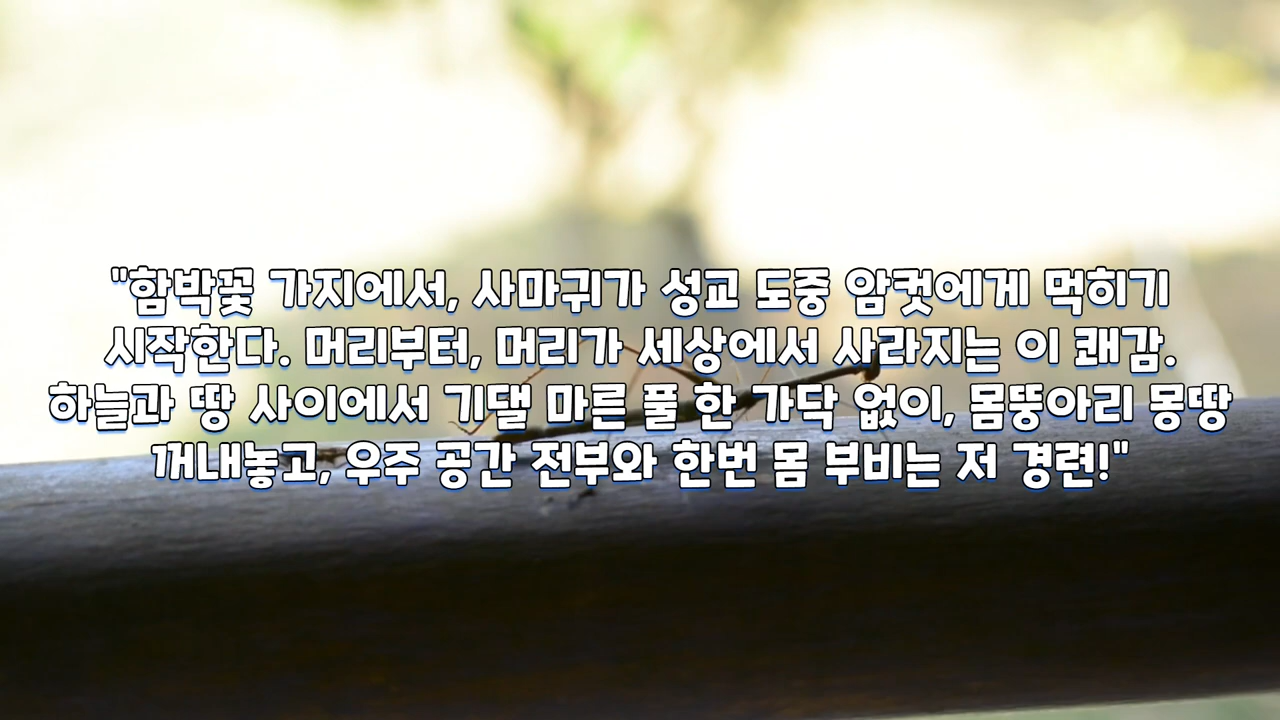 "함박꽃 가지에서, 사마귀가 성교 도중 암컷에게 먹히기
시작한다. 머리부터, 머리가 세상에서 사라지는 이 쾌감.
하늘과 땅 사이에서 기댈 마른 풀 한 가닥 없이, 몸뚱아리 몽땅
꺼내놓고, 우주 공간 전부와 한번 몸 부비는 저 경련!"